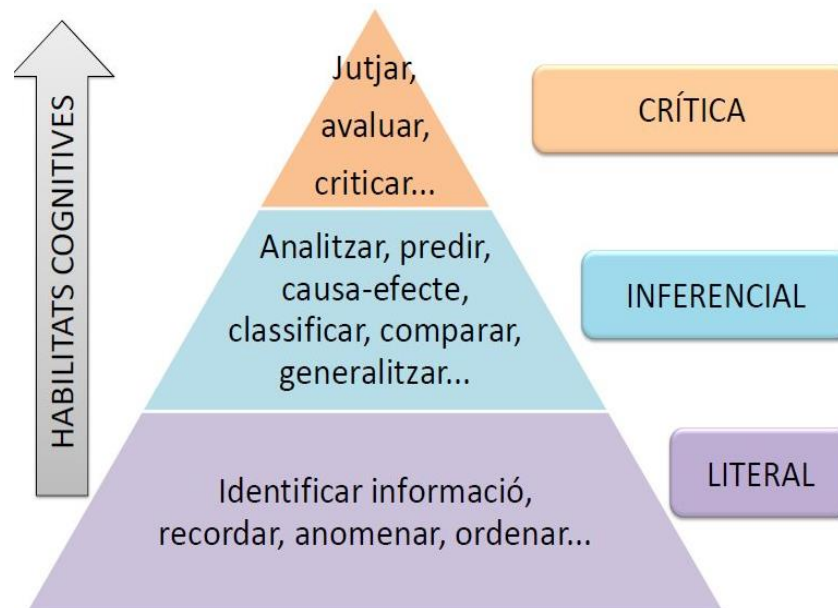 HABILITATS COGNITIVES
Jutjar,
avaluar,
criticar...
CRÍTICA
Analitzar, predir,
causa-efecte,
classificar, comparar,
generalitzar...
INFERENCIAL
Identificar informació,
recordar, anomenar, ordenar...
LITERAL